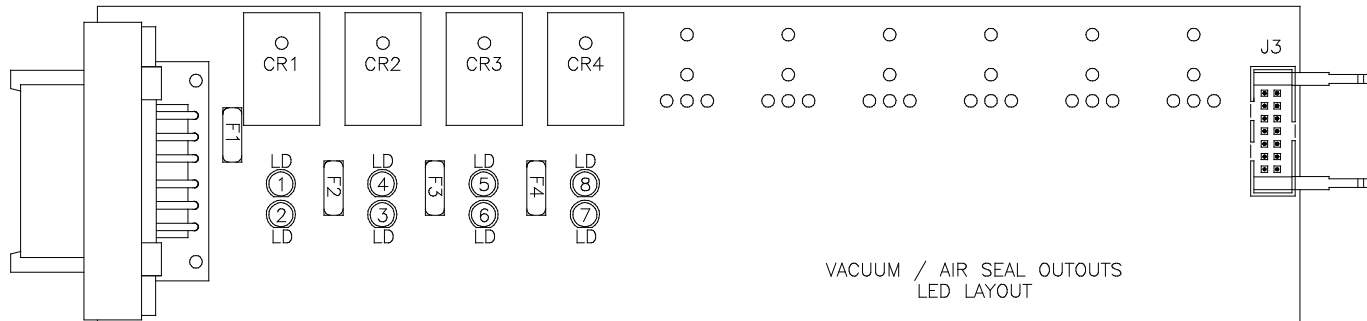 J3
CR1 CR2 CR3 CR4
F1
LD LD LD LD
1 4 5 8
F2 F3 F4
2 3 6 7
LD LD LD LD
VACUUM / AIR SEAL OUTOUTS
LED LAYOUT